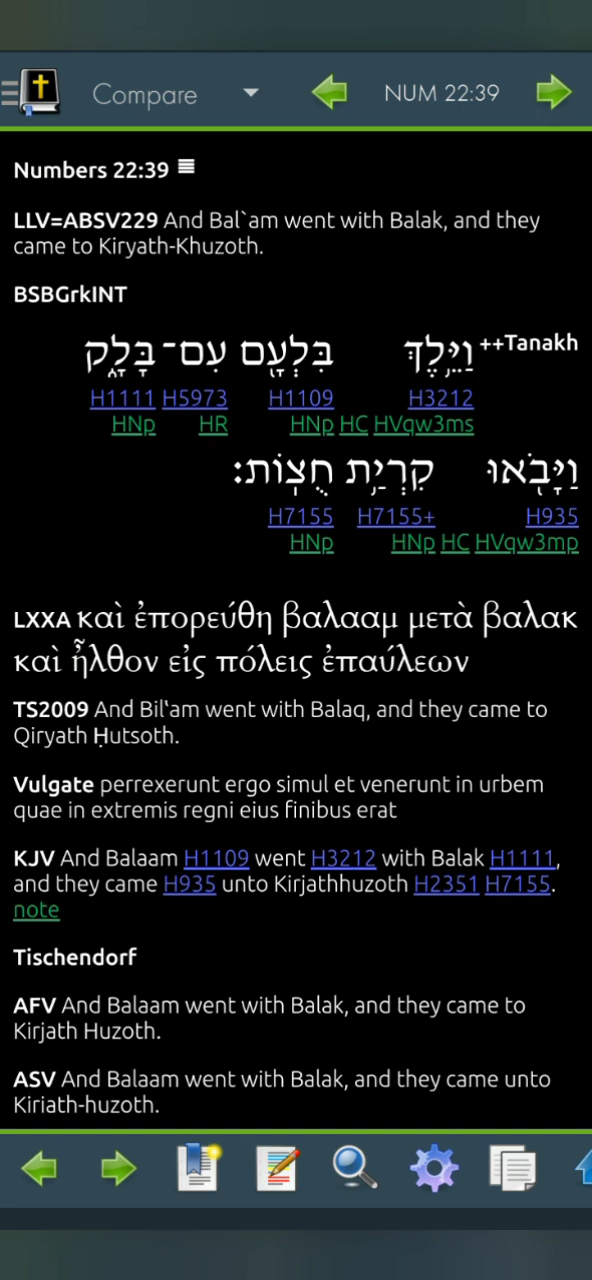 Compare NUM 22:39
Numbers 22:39
LLV=ABSV229 And Bal`am went with Balak, and they
came to Kiryath-Khuzoth.
BSBGrkINT
++Tanakh וַיֵּ֥לֶךְ בִּלְעָ֖ם עִם־בָּלָ֑ק
H1111 H5973 H1109 H3212
HNp HR HNp HC HVqw3ms
וַיָּבֹ֖אוּ קִרְיַ֥ת חֻצֽוֹת׃
H7155 H7155+ H935
HNp HNp HC HVqw3mp
LXXA καὶ ἐπορεύθη βαλααμ μετὰ βαλακ
καὶ ἦλθον εἰς πόλεις ἐπαύλεων
TS2009 And Bil‛am went with Balaq, and they came to
Qiryath Ḥutsoth.
Vulgate perrexerunt ergo simul et venerunt in urbem
quae in extremis regni eius finibus erat
KJV And Balaam H1109 went H3212 with Balak H1111,
and they came H935 unto Kirjathhuzoth H2351 H7155.
note
Tischendorf
AFV And Balaam went with Balak, and they came to
Kirjath Huzoth.
ASV And Balaam went with Balak, and they came unto
Kiriath-huzoth.